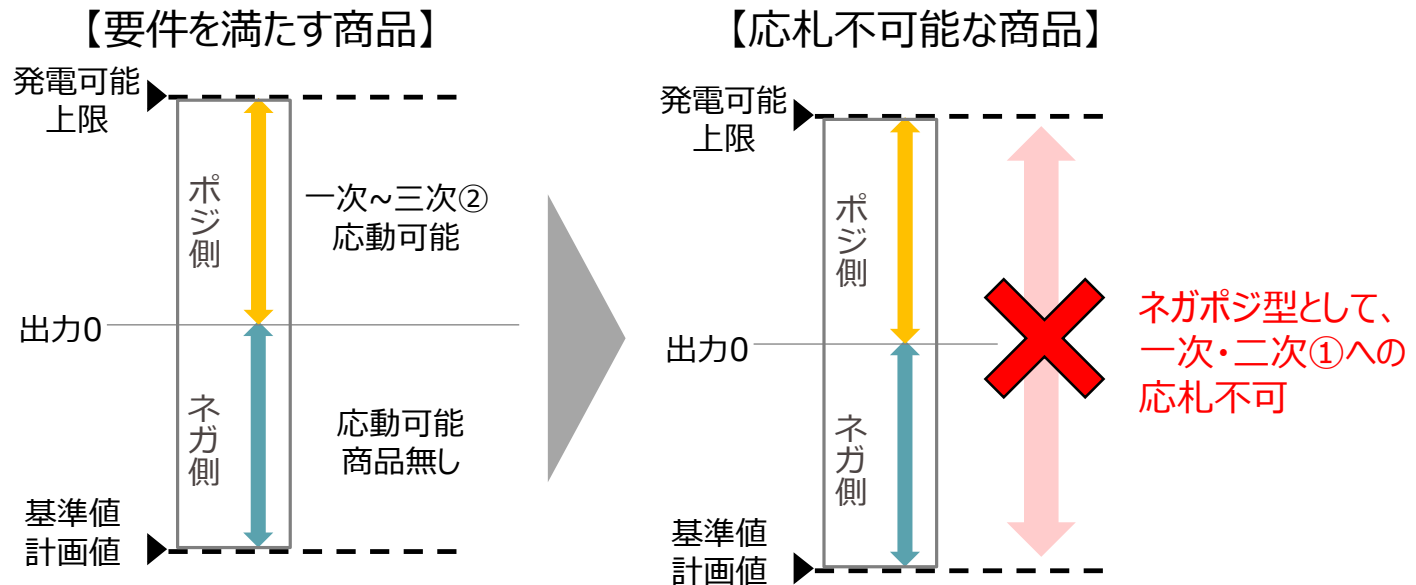 【要件を満たす商品】
発電可能
上限
ポジ側
一次~三次②
応動可能
出力0
ネガ側
応動可能
商品無し
基準値
計画値
【応札不可能な商品】
発電可能
上限
ポジ側
出力0
ネガポジ型として、
一次・二次①への
応札不可
ネガ側
基準値
計画値